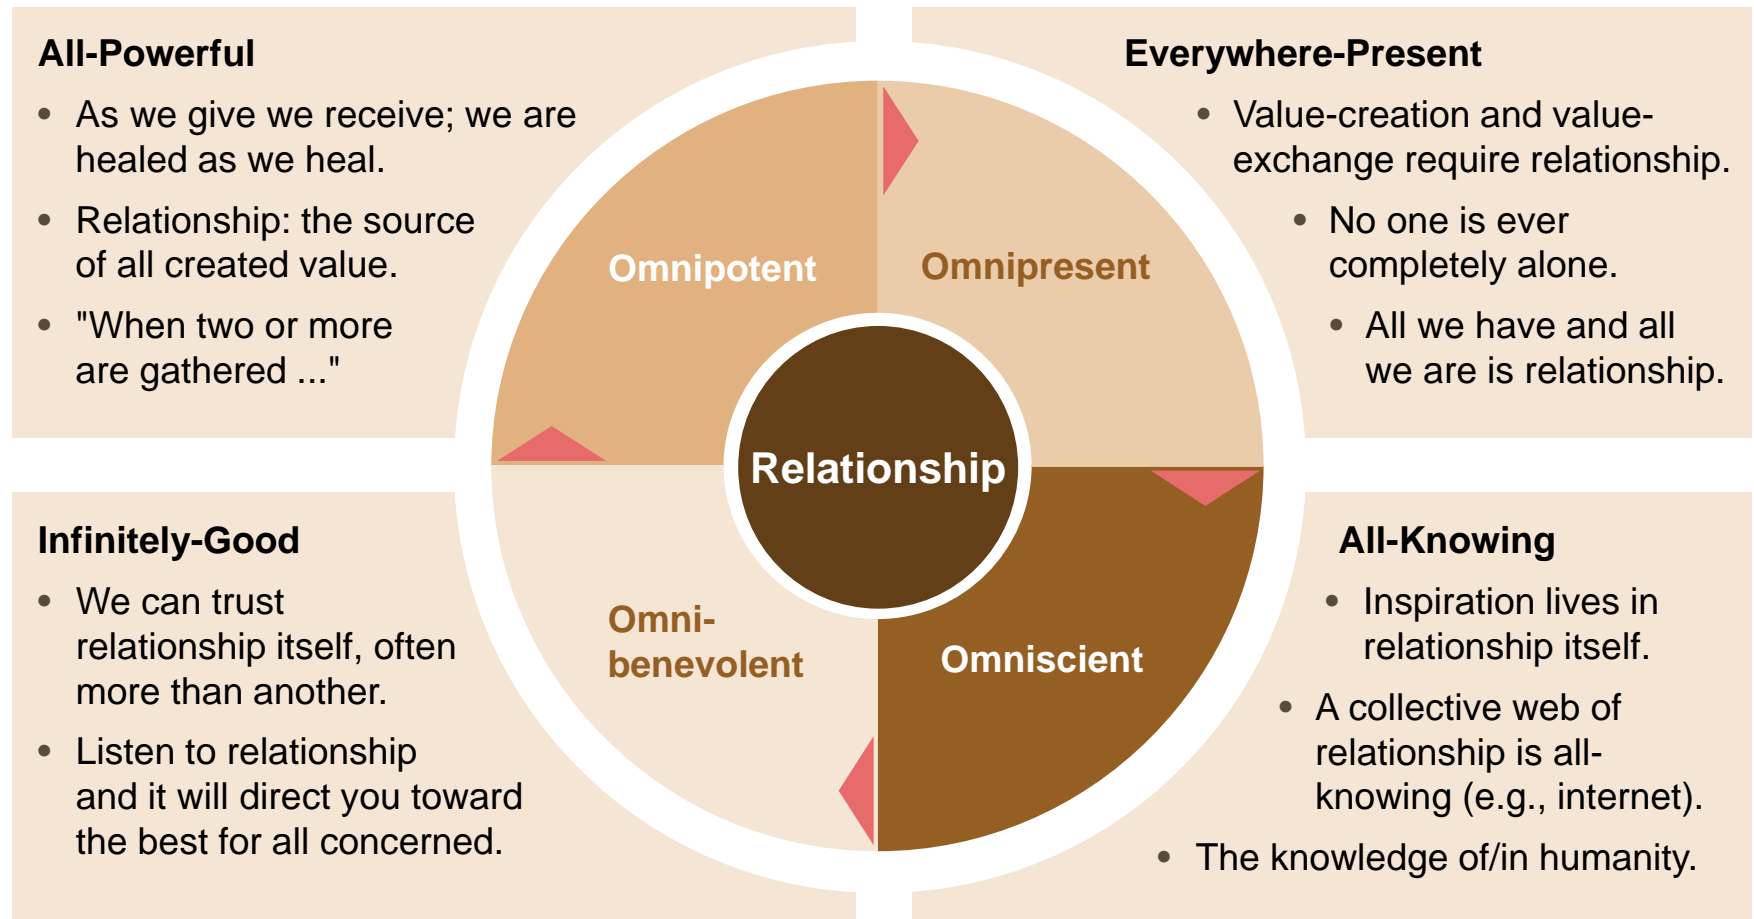 All-Powerful
• As we give we receive; we are
healed as we heal.
• Relationship: the source
of all created value.
• "When two or more
are gathered ..."
Everywhere-Present
• Value-creation and value-
exchange require relationship.
• No one is ever
completely alone.
• All we have and all
we are is relationship.
Omnipotent
Omnipresent
Relationship
Omni-
benevolent
Omniscient
Infinitely-Good
• We can trust
relationship itself, often
more than another.
• Listen to relationship
and it will direct you toward
the best for all concerned.
All-Knowing
• Inspiration lives in
relationship itself.
• A collective web of
relationship is all-
knowing (e.g., internet).
• The knowledge of/in humanity.